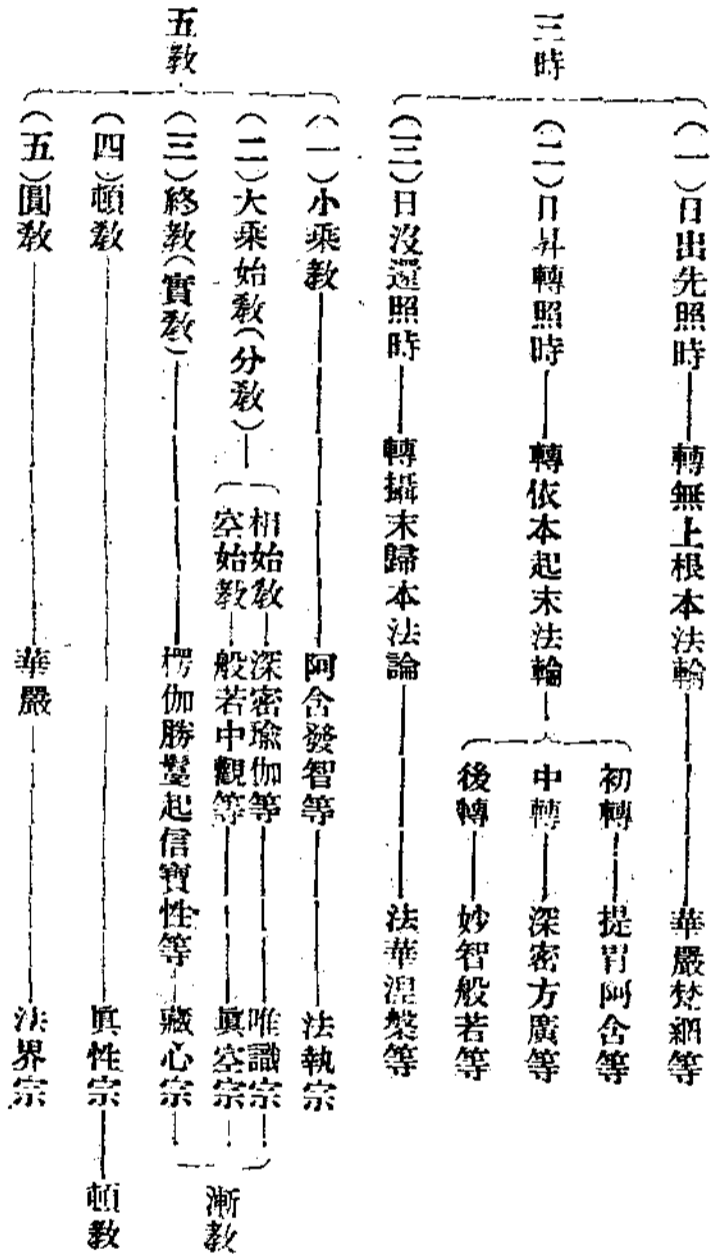 三時
(一)日出先照時——轉無上根本法輪——華嚴梵網等
(二)日昇轉照時——轉依本起末法輪
初轉——提胃阿含等
中轉——深密方廣等
後轉——妙智般若等
(三)日沒還照時——轉攝末歸本法論——法華涅槃等
五教
(一)小乘教——阿含發智等——法執宗
(二)大乘始教(分教)
相始教——深密瑜伽等——唯識宗
空始教——般若中觀等——眞空宗
(三)終教(實教)——楞伽勝鬘起信寶性等——藏心宗
漸教
(四)頓教——眞性宗——頓教
(五)圓教——華嚴——法界宗